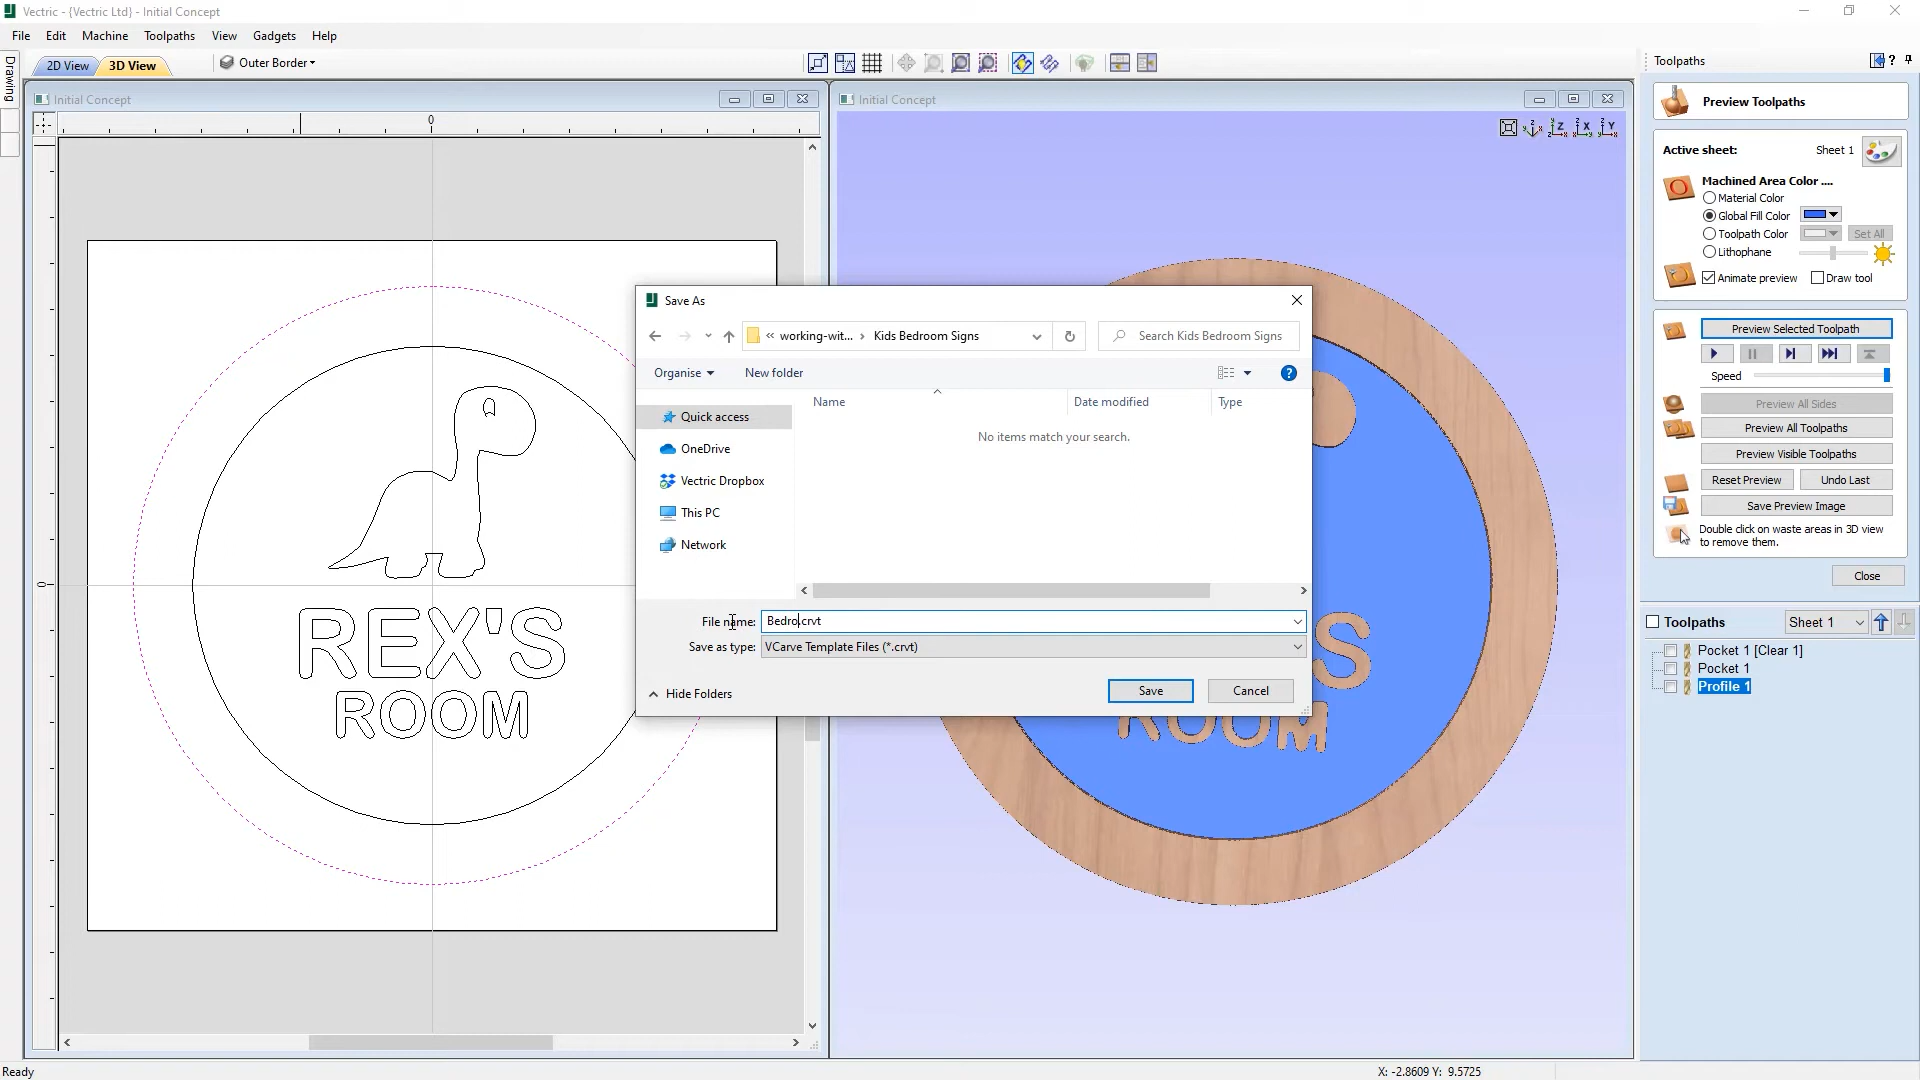 Vectric - {Vectric Ltd} - Initial Concept
File Edit Machine Toolpaths View Gadgets Help
Drawing
2D View
3D View
Outer Border
Initial Concept
0
0
REX'S
ROOM
Initial Concept
S
ROOM
Save As
« working-wit... › Kids Bedroom Signs
Search Kids Bedroom Signs
Organise
New folder
Name
Date modified
Type
No items match your search.
Quick access
OneDrive
Vectric Dropbox
This PC
Network
File name: Bedro.crvt
Save as type: VCarve Template Files (*.crvt)
Hide Folders
Save
Cancel
Toolpaths
Preview Toolpaths
Active sheet: Sheet 1
Machined Area Color ....
Material Color
Global Fill Color
Toolpath Color
Set All
Lithophane
Animate preview
Draw tool
Preview Selected Toolpath
Speed
Preview All Sides
Preview All Toolpaths
Preview Visible Toolpaths
Reset Preview
Undo Last
Save Preview Image
Double click on waste areas in 3D view
to remove them.
Close
Toolpaths
Sheet 1
Pocket 1 [Clear 1]
Pocket 1
Profile 1
Ready
X: -2.8609 Y: 9.5725